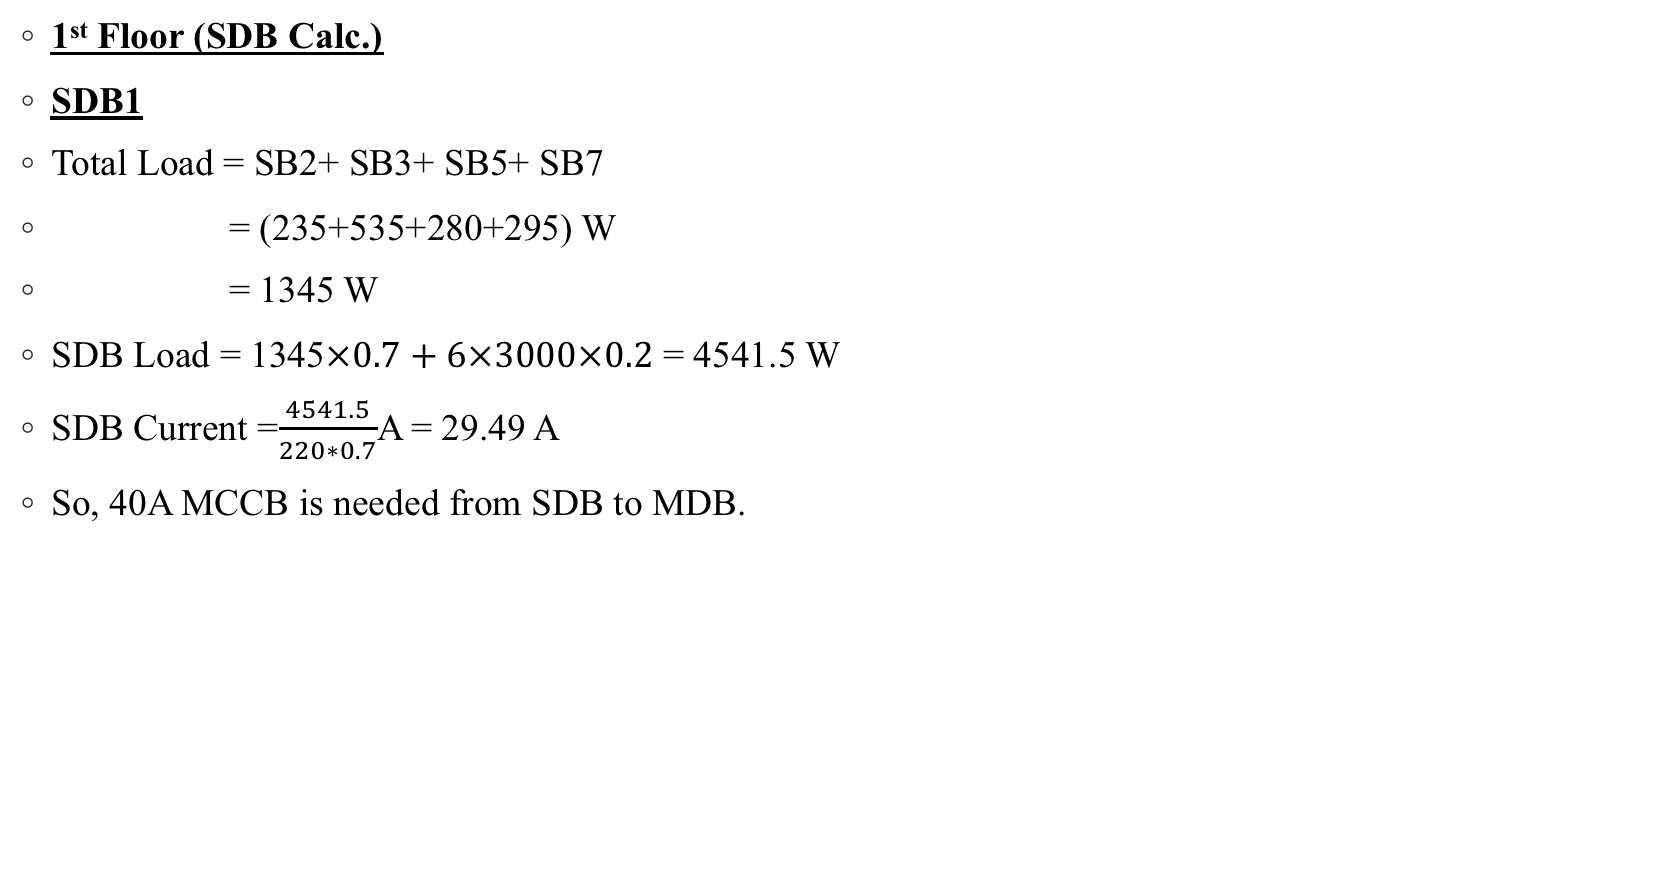 ◦ 1st Floor (SDB Calc.)
◦ SDB1
◦ Total Load = SB2+ SB3+ SB5+ SB7
◦ = (235+535+280+295) W
◦ = 1345 W
◦ SDB Load = 1345×0.7 + 6×3000×0.2 = 4541.5 W
◦ SDB Current = 4541.5/220*0.7 A = 29.49 A
◦ So, 40A MCCB is needed from SDB to MDB.